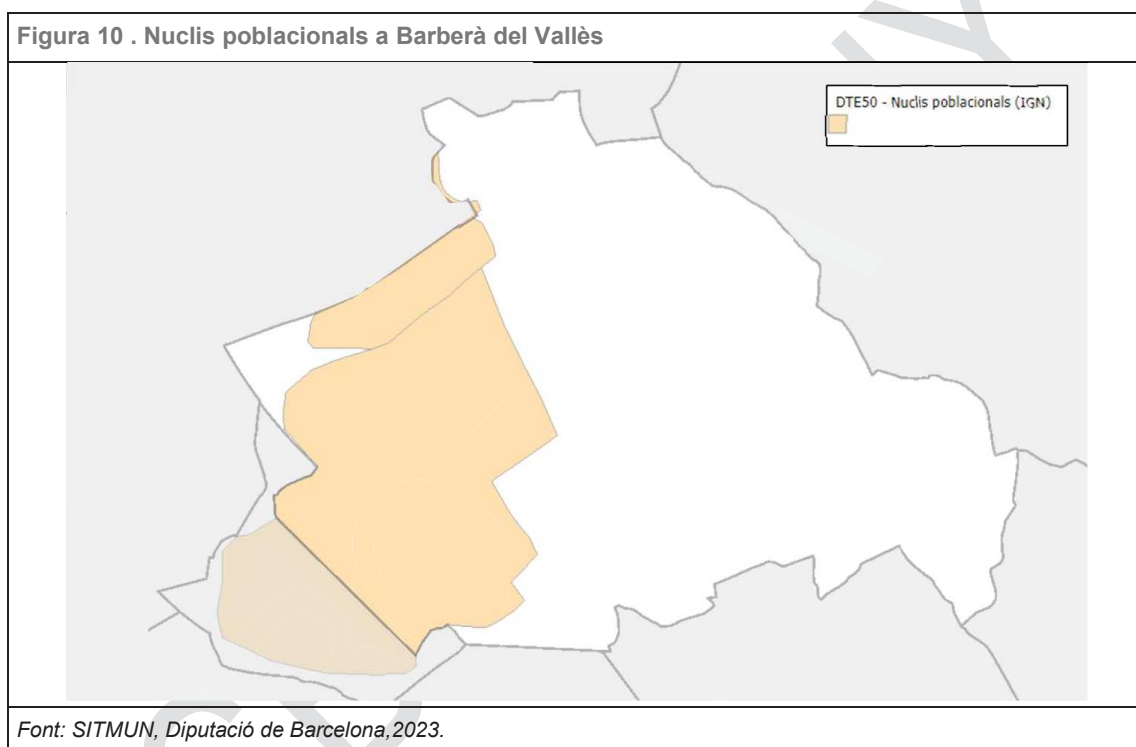 Figura 10 . Nuclis poblacionals a Barberà del Vallès
DTE50 - Nuclis poblacionals (IGN)
Font: SITMUN, Diputació de Barcelona,2023.